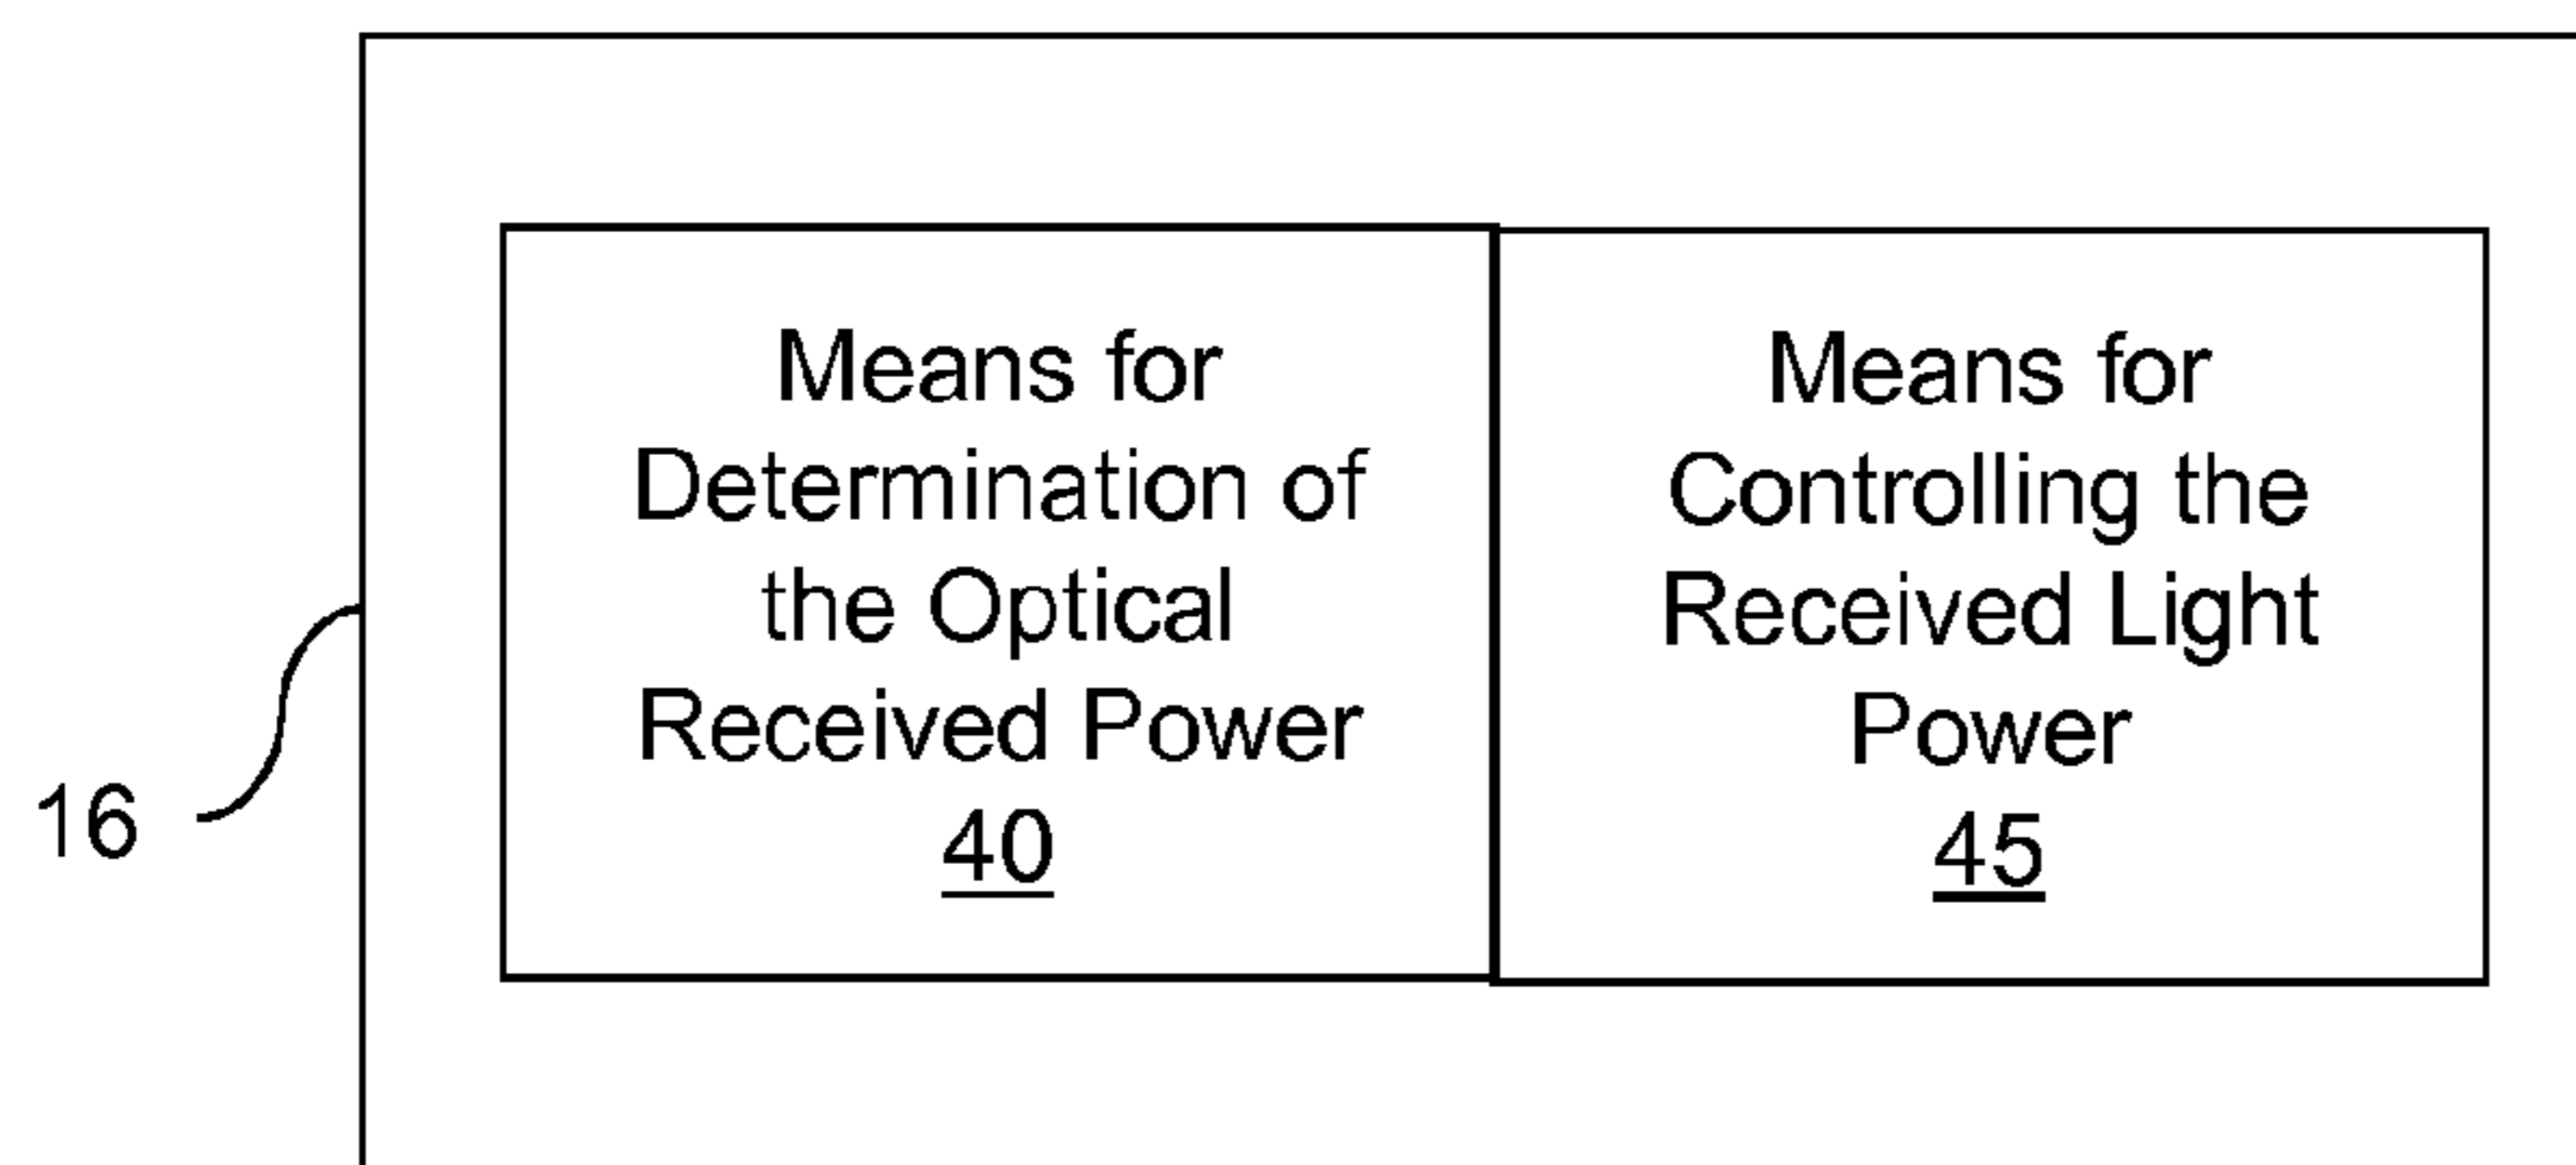 Means for
Determination of
the Optical
Received Power
40
Means for
Controlling the
Received Light
Power
45
16